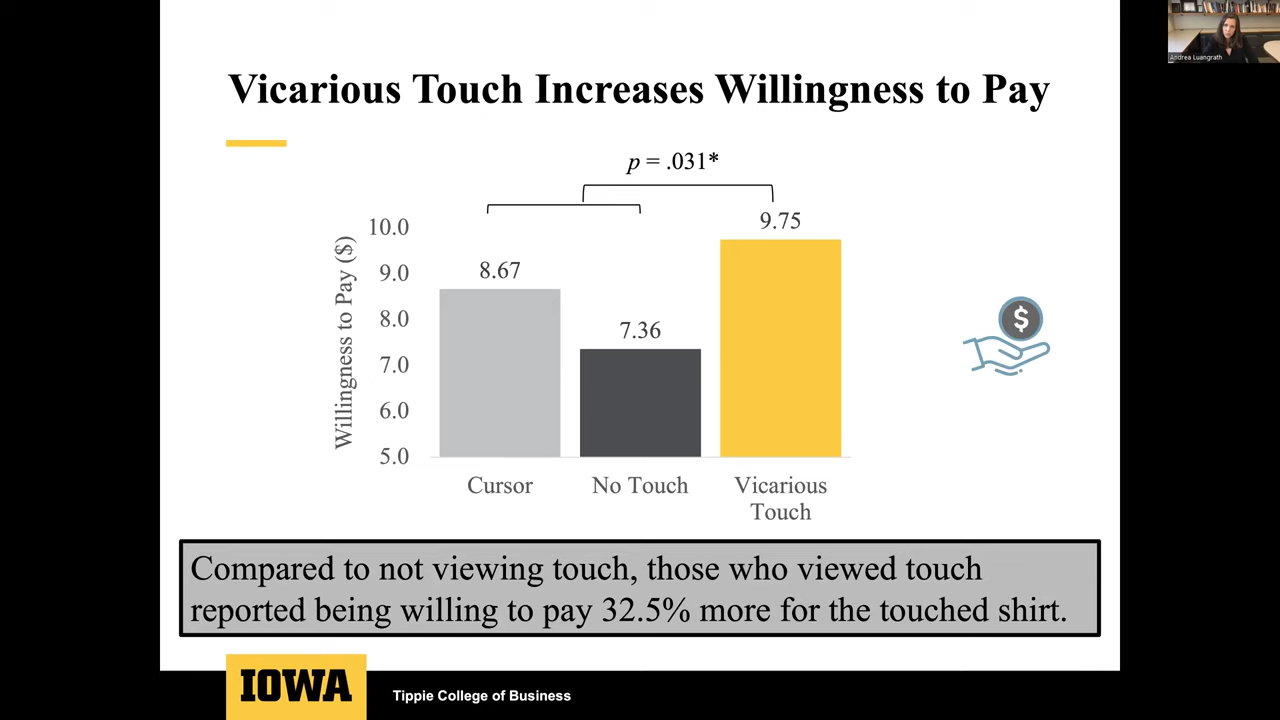 Andrea Luangrath
Vicarious Touch Increases Willingness to Pay
p = .031*
Willingness to Pay ($)
10.0
9.0
8.0
7.0
6.0
5.0
8.67
7.36
9.75
Cursor
No Touch
Vicarious
Touch
$
Compared to not viewing touch, those who viewed touch
reported being willing to pay 32.5% more for the touched shirt.
IOWA
Tippie College of Business